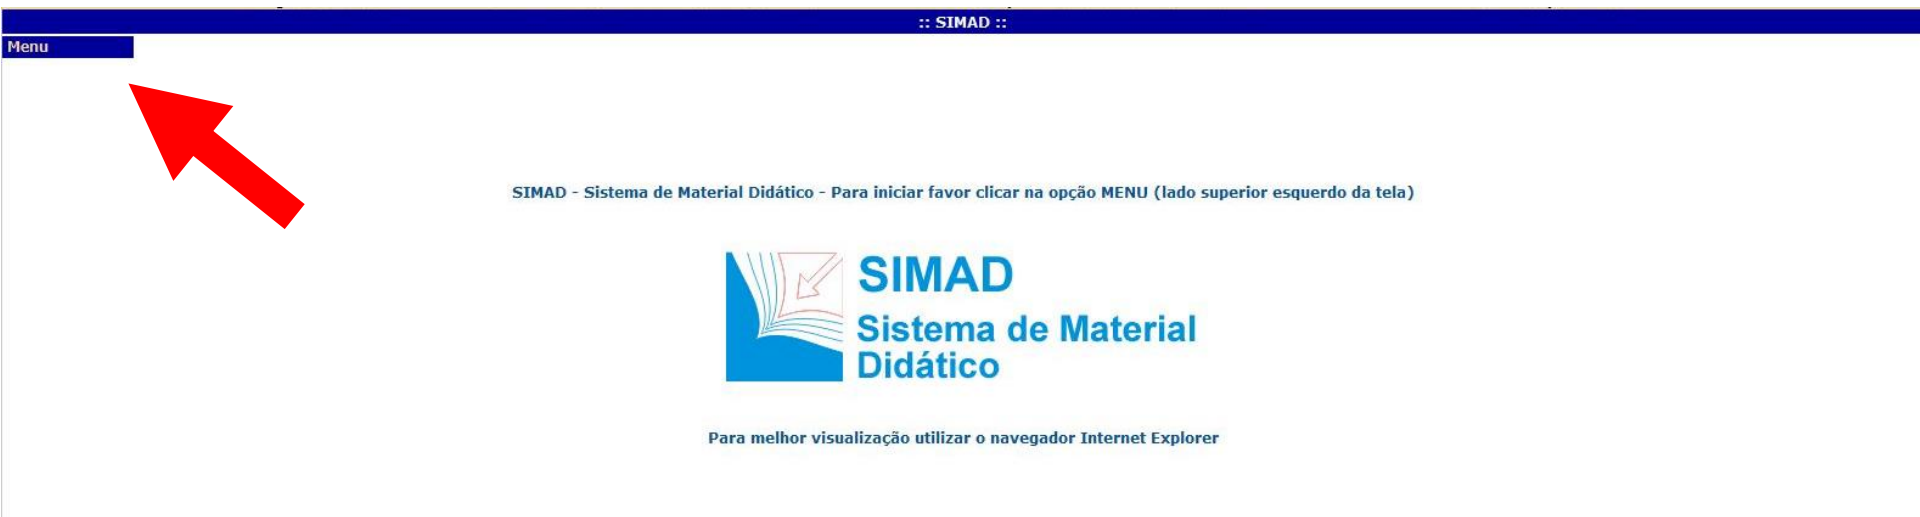 :: SIMAD ::
Menu
SIMAD - Sistema de Material Didático - Para iniciar favor clicar na opção MENU (lado superior esquerdo da tela)
SIMAD
Sistema de Material
Didático
Para melhor visualização utilizar o navegador Internet Explorer